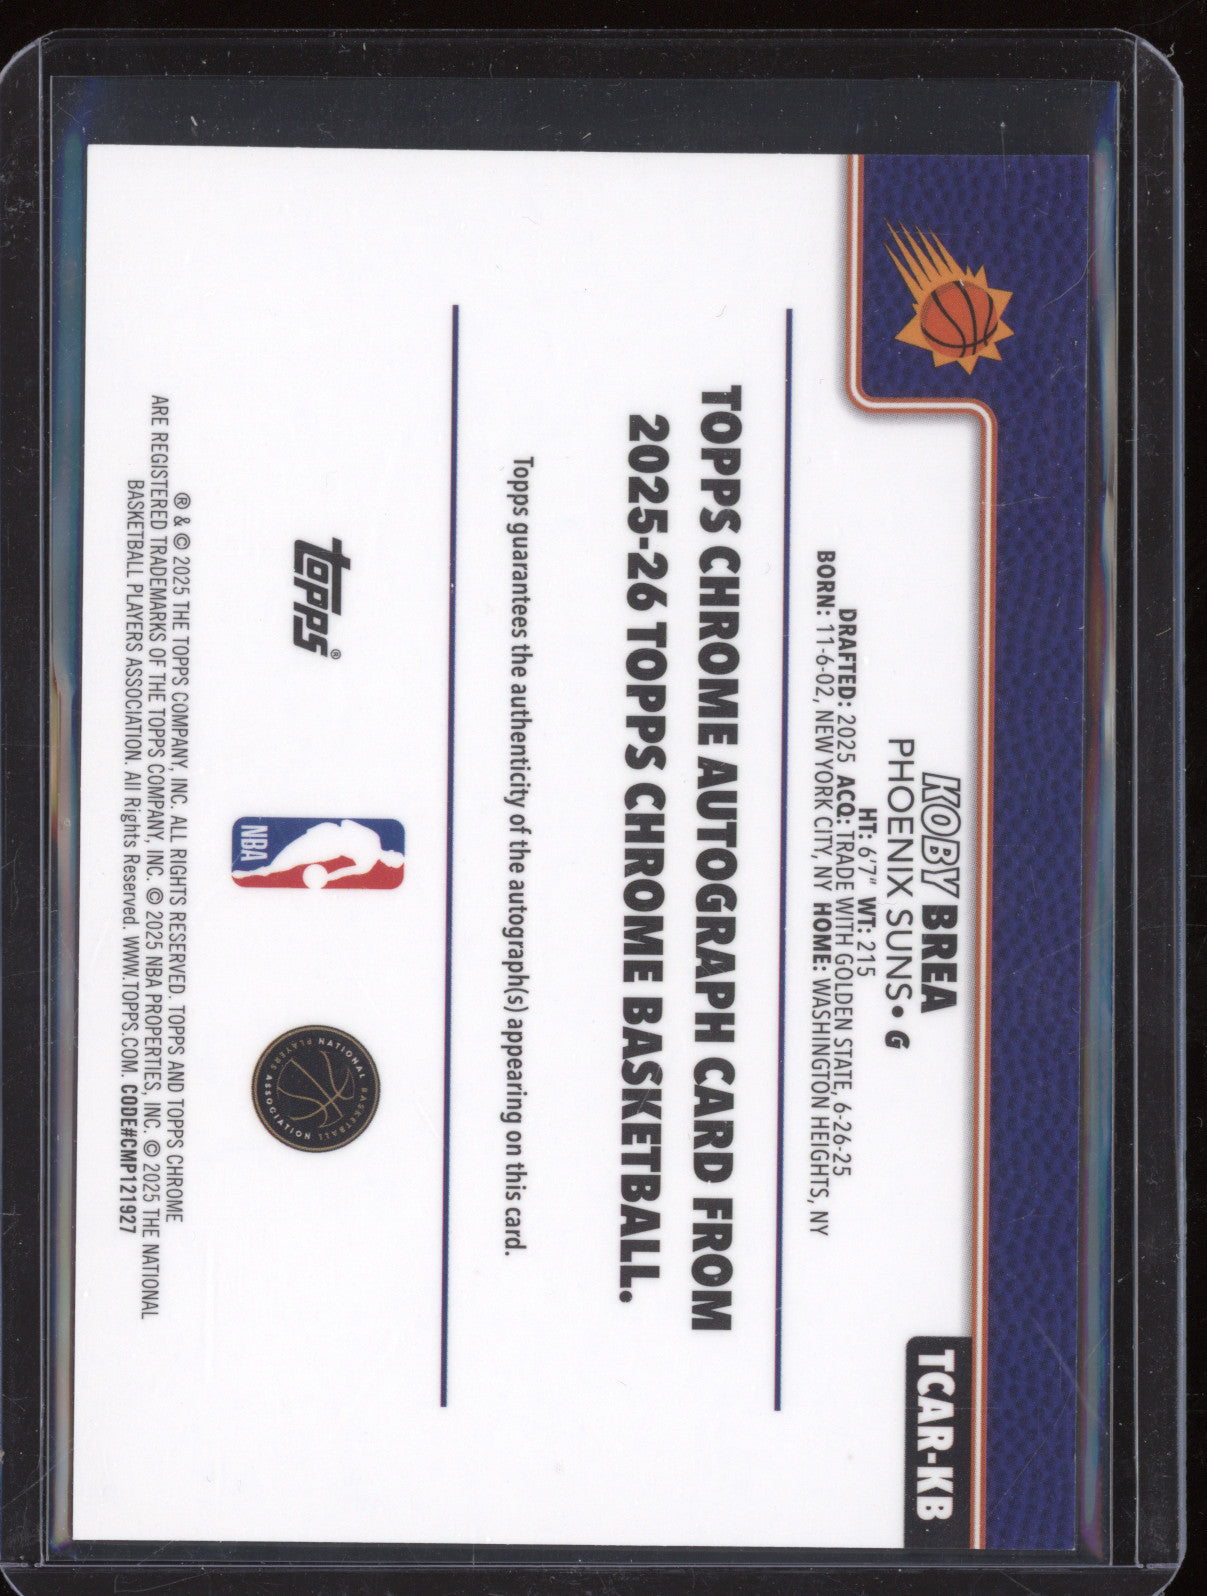 KOBY BREA
PHOENIX SUNS • G
HT: 6'7" WT: 215
DRAFTED: 2025 ACQ: TRADE WITH GOLDEN STATE, 6-26-25
BORN: 11-6-02, NEW YORK CITY, NY HOME: WASHINGTON HEIGHTS, NY
TCAR-KB
TOPPS CHROME AUTOGRAPH CARD FROM
2025-26 TOPPS CHROME BASKETBALL.
Topps guarantees the authenticity of the autograph(s) appearing on this card.
topps®
NBA
NATIONAL BASKETBALL PLAYERS ASSOCIATION
® & © 2025 THE TOPPS COMPANY, INC. ALL RIGHTS RESERVED. TOPPS AND TOPPS CHROME
ARE REGISTERED TRADEMARKS OF THE TOPPS COMPANY, INC. © 2025 NBA PROPERTIES, INC. © 2025 THE NATIONAL
BASKETBALL PLAYERS ASSOCIATION. All Rights Reserved. WWW.TOPPS.COM. CODE#CMP121927